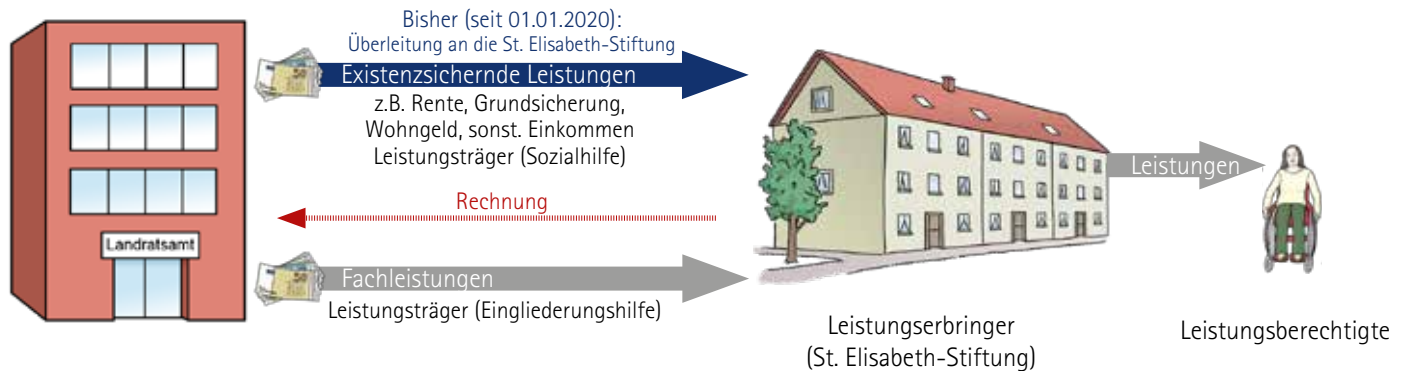 Bisher (seit 01.01.2020):
Überleitung an die St. Elisabeth-Stiftung
Existenzsichernde Leistungen
z.B. Rente, Grundsicherung,
Wohngeld, sonst. Einkommen
Leistungsträger (Sozialhilfe)
Rechnung
Landratsamt
Fachleistungen
Leistungsträger (Eingliederungshilfe)
Leistungen
Leistungserbringer
(St. Elisabeth-Stiftung)
Leistungsberechtigte